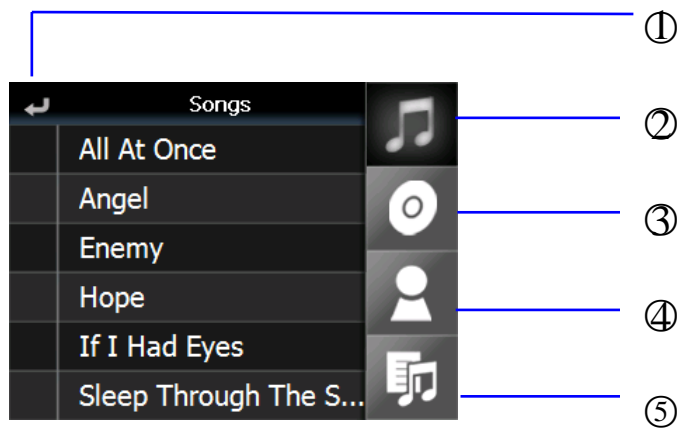 ①
Songs
②
All At Once
Angel
③
Enemy
Hope
④
If I Had Eyes
Sleep Through The S...
⑤